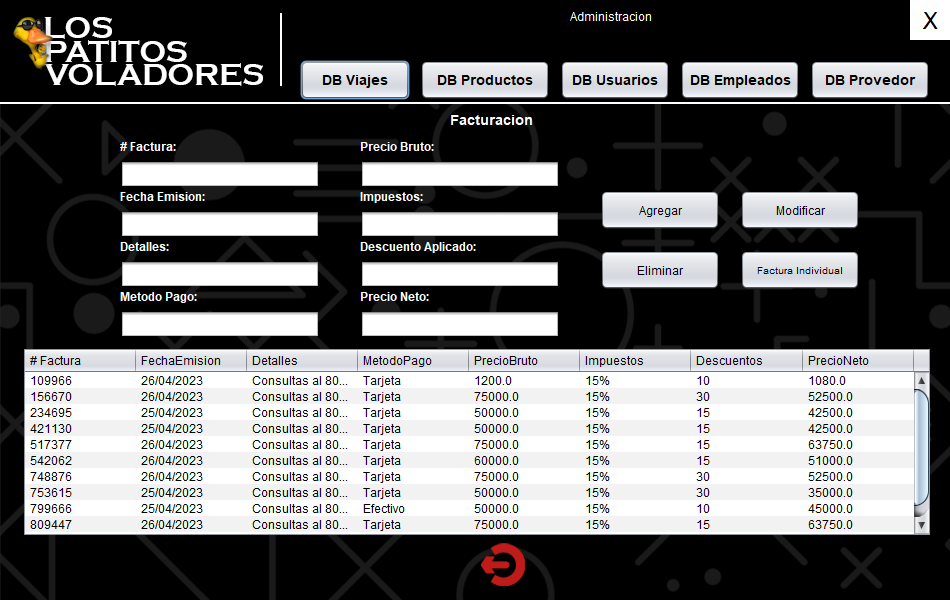 LOS
PATITOS
VOLADORES
Administracion
X
DB Viajes DB Productos DB Usuarios DB Empleados DB Provedor
Facturacion
# Factura: Precio Bruto:
Fecha Emision: Impuestos:
Agregar Modificar
Detalles: Descuento Aplicado:
Eliminar Factura Individual
Metodo Pago: Precio Neto:
# Factura FechaEmision Detalles MetodoPago PrecioBruto Impuestos Descuentos PrecioNeto
109966 26/04/2023 Consultas al 80... Tarjeta 1200.0 15% 10 1080.0
156670 26/04/2023 Consultas al 80... Tarjeta 75000.0 15% 30 52500.0
234695 25/04/2023 Consultas al 80... Tarjeta 50000.0 15% 15 42500.0
421130 25/04/2023 Consultas al 80... Tarjeta 50000.0 15% 15 42500.0
517377 26/04/2023 Consultas al 80... Tarjeta 75000.0 15% 15 63750.0
542062 26/04/2023 Consultas al 80... Tarjeta 60000.0 15% 15 51000.0
748876 26/04/2023 Consultas al 80... Tarjeta 75000.0 15% 30 52500.0
753615 25/04/2023 Consultas al 80... Tarjeta 50000.0 15% 30 35000.0
799666 25/04/2023 Consultas al 80... Efectivo 50000.0 15% 10 45000.0
809447 26/04/2023 Consultas al 80... Tarjeta 75000.0 15% 15 63750.0